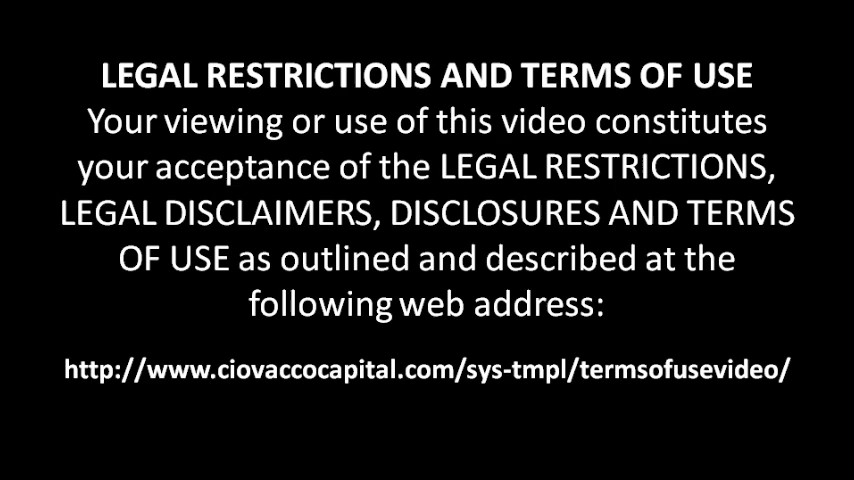 LEGAL RESTRICTIONS AND TERMS OF USE
Your viewing or use of this video constitutes
your acceptance of the LEGAL RESTRICTIONS,
LEGAL DISCLAIMERS, DISCLOSURES AND TERMS
OF USE as outlined and described at the
following web address:
http://www.ciovaccocapital.com/sys-tmpl/termsofusevideo/